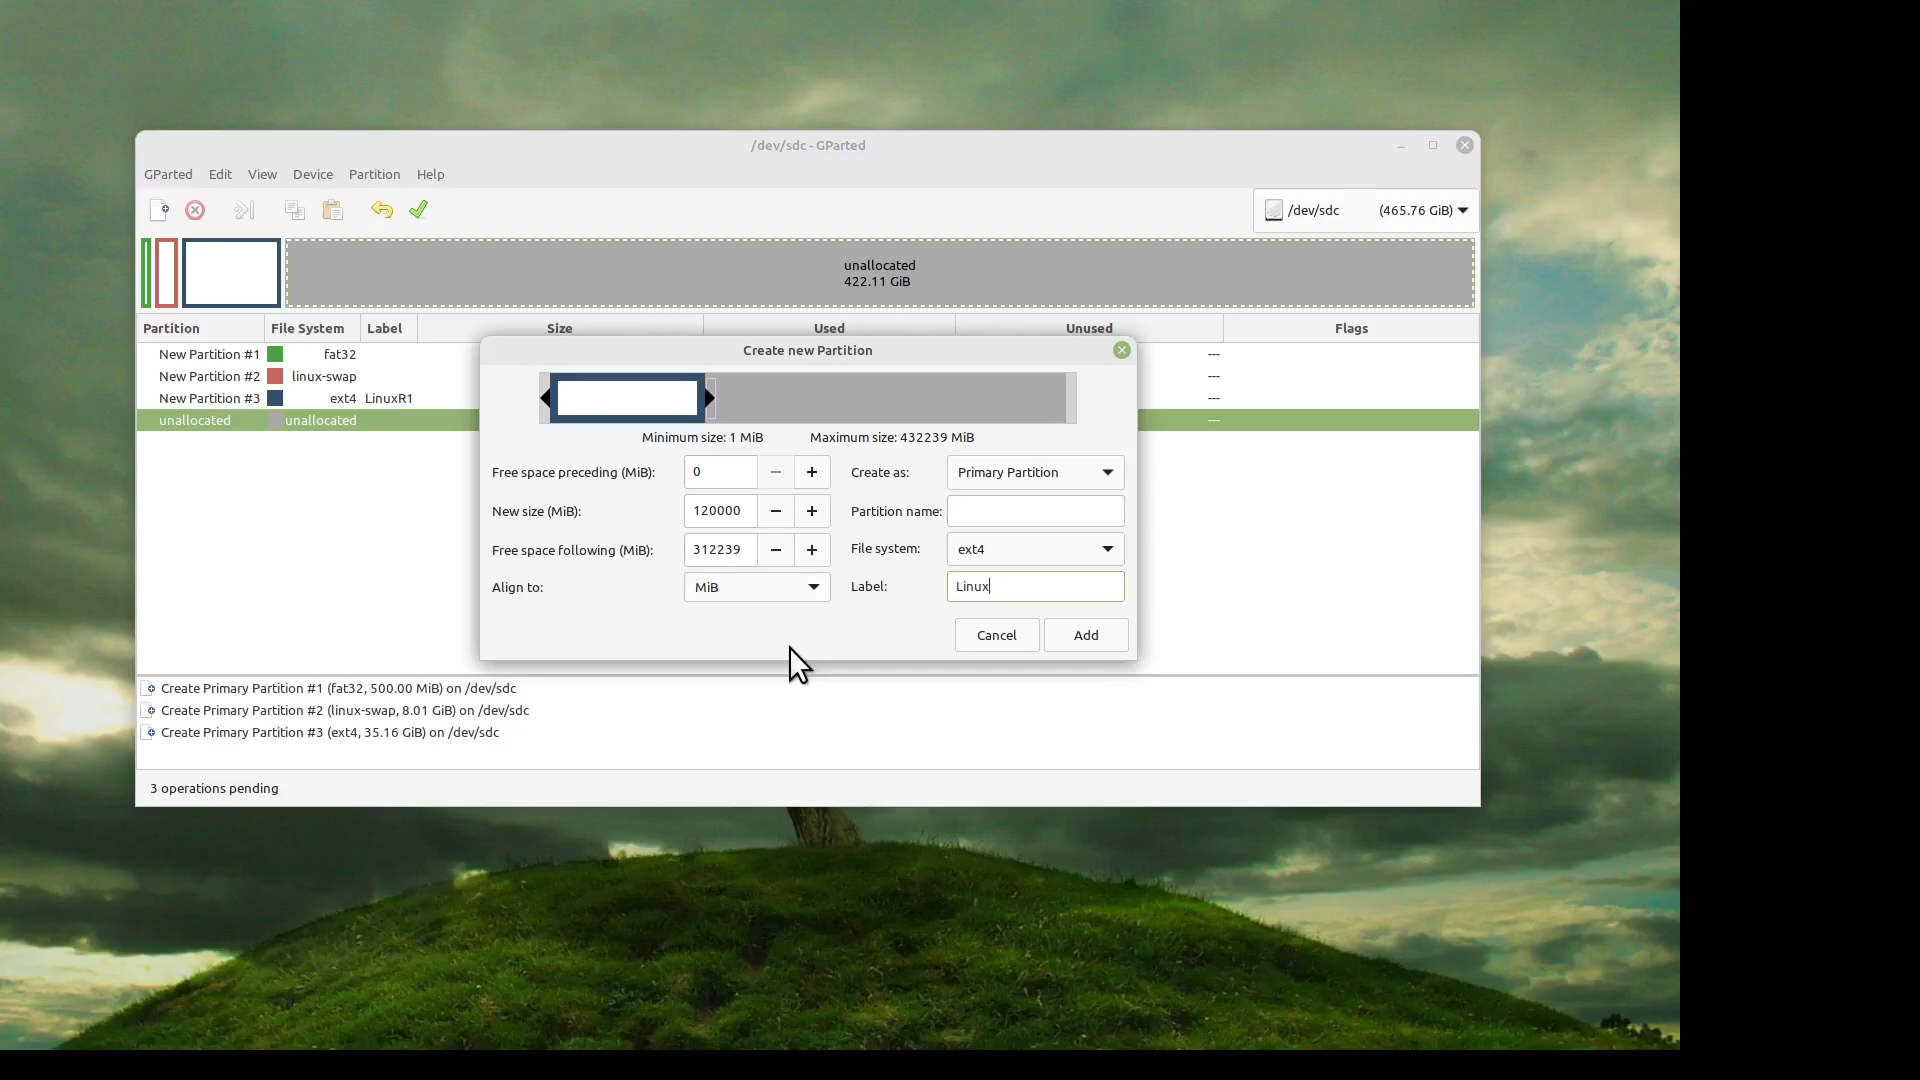 /dev/sdc - GParted
GParted Edit View Device Partition Help
/dev/sdc (465.76 GiB)
unallocated
422.11 GiB
Partition File System Label Size Used Unused Flags
New Partition #1 fat32 ---
New Partition #2 linux-swap ---
New Partition #3 ext4 LinuxR1 ---
unallocated unallocated ---
Create new Partition
Minimum size: 1 MiB Maximum size: 432239 MiB
Free space preceding (MiB): 0 Create as: Primary Partition
New size (MiB): 120000 Partition name:
Free space following (MiB): 312239 File system: ext4
Align to: MiB Label: Linux
Cancel Add
Create Primary Partition #1 (fat32, 500.00 MiB) on /dev/sdc
Create Primary Partition #2 (linux-swap, 8.01 GiB) on /dev/sdc
Create Primary Partition #3 (ext4, 35.16 GiB) on /dev/sdc
3 operations pending